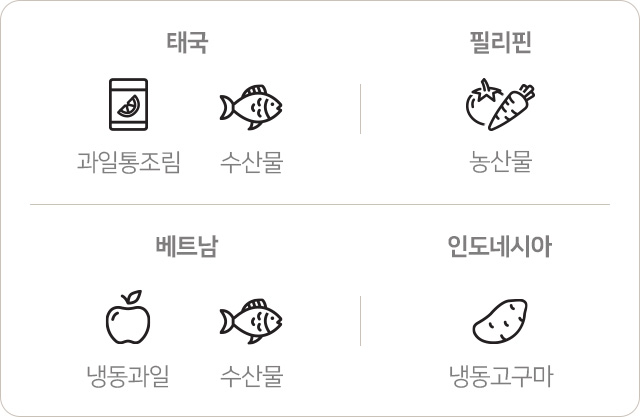 태국
필리핀
과일통조림 수산물
농산물
베트남
인도네시아
냉동과일 수산물
냉동고구마